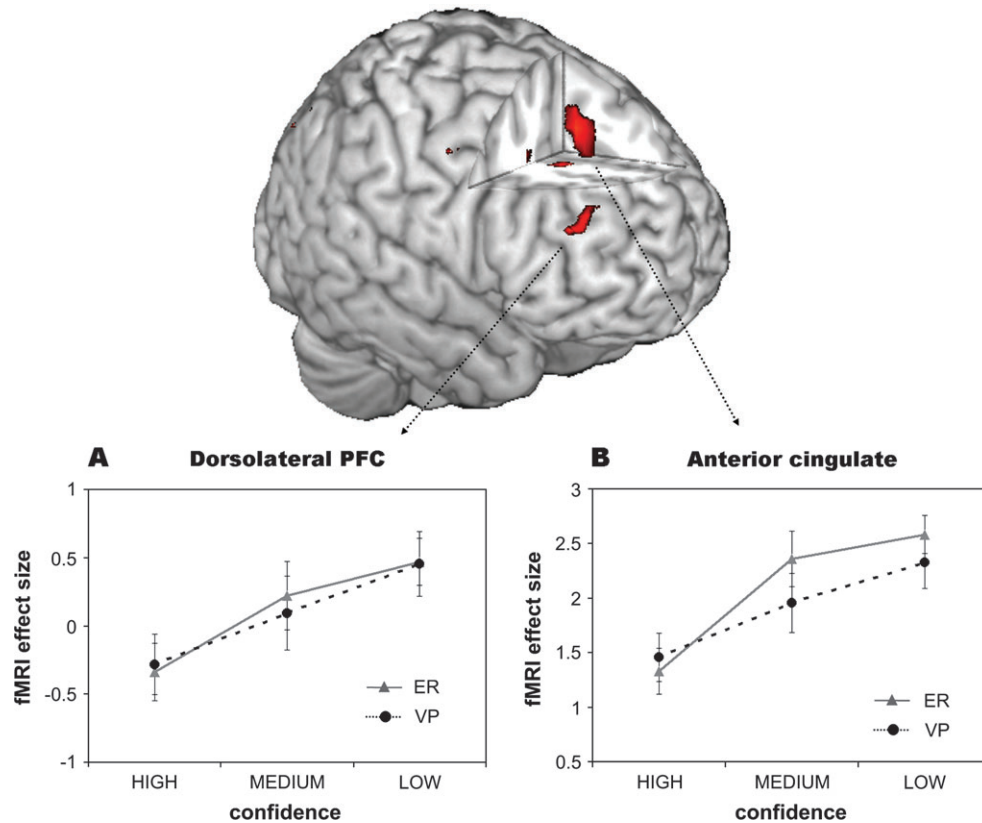 A Dorsolateral PFC
1
0.5
0
-0.5
-1
fMRI effect size
ER
VP
HIGH MEDIUM LOW
confidence
B Anterior cingulate
3
2.5
2
1.5
1
0.5
fMRI effect size
ER
VP
HIGH MEDIUM LOW
confidence